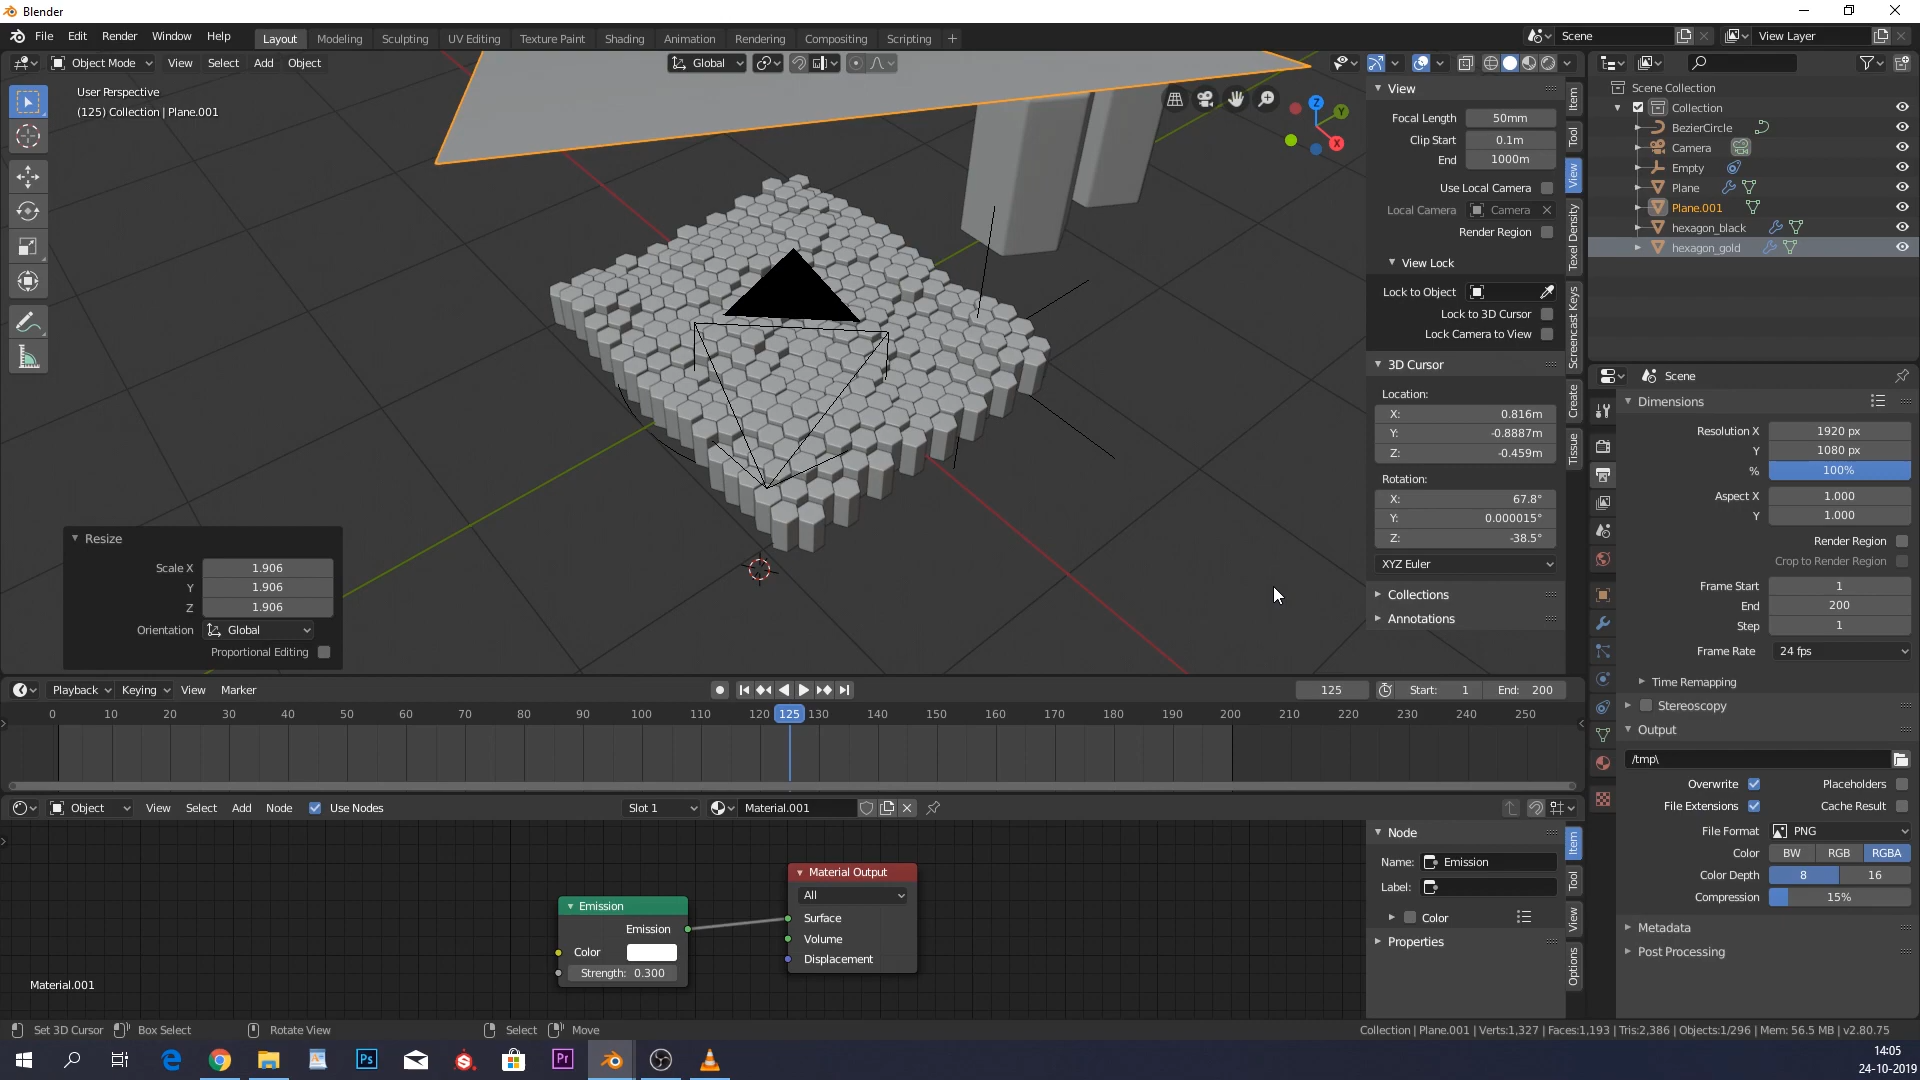 Blender
File Edit Render Window Help Layout Modeling Sculpting UV Editing Texture Paint Shading Animation Rendering Compositing Scripting + Scene View Layer
Object Mode View Select Add Object Global
User Perspective
(125) Collection | Plane.001
View
Focal Length 50mm
Clip Start 0.1m
End 1000m
Use Local Camera
Local Camera Camera
Render Region
View Lock
Lock to Object
Lock to 3D Cursor
Lock Camera to View
3D Cursor
Location:
X: 0.816m
Y: -0.8887m
Z: -0.459m
Rotation:
X: 67.8°
Y: 0.000015°
Z: -38.5°
XYZ Euler
Collections
Annotations
Item
Tool
View
Texel Density
Screencast Keys
Create
Tissue
Z
Y
X
Scene Collection
Collection
BezierCircle
Camera
Empty
Plane
Plane.001
hexagon_black
hexagon_gold
Scene
Dimensions
Resolution X 1920 px
Y 1080 px
% 100%
Aspect X 1.000
Y 1.000
Render Region
Crop to Render Region
Frame Start 1
End 200
Step 1
Frame Rate 24 fps
Time Remapping
Stereoscopy
Output
/tmp\
Overwrite Placeholders
File Extensions Cache Result
File Format PNG
Color BW RGB RGBA
Color Depth 8 16
Compression 15%
Metadata
Post Processing
Resize
Scale X 1.906
Y 1.906
Z 1.906
Orientation Global
Proportional Editing
Playback Keying View Marker 125 Start: 1 End: 200
0 10 20 30 40 50 60 70 80 90 100 110 120 125 130 140 150 160 170 180 190 200 210 220 230 240 250
Object View Select Add Node Use Nodes Slot 1 Material.001
Emission
Emission
Color
Strength: 0.300
Material Output
All
Surface
Volume
Displacement
Material.001
Node
Name: Emission
Label:
Color
Properties
Item
Tool
View
Options
Set 3D Cursor Box Select Rotate View Select Move Collection | Plane.001 | Verts:1,327 | Faces:1,193 | Tris:2,386 | Objects:1/296 | Mem: 56.5 MB | v2.80.75
Ps Pr
14:05
24-10-2019